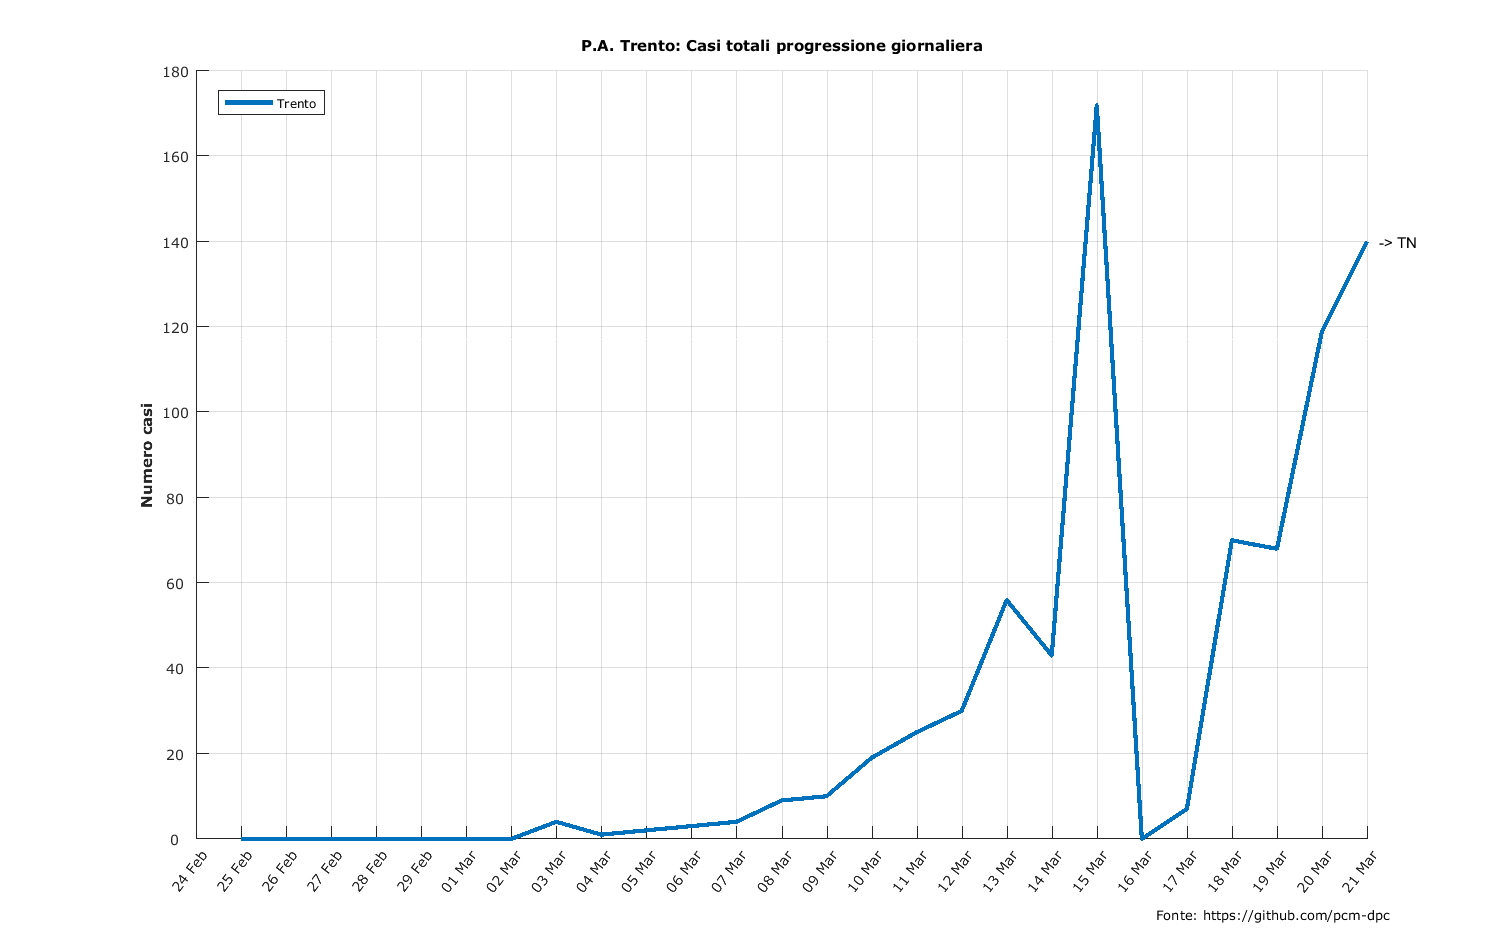 P.A. Trento: Casi totali progressione giornaliera
Trento
180
160
140
120
100
80
60
40
20
0
Numero casi
-> TN
24 Feb
25 Feb
26 Feb
27 Feb
28 Feb
29 Feb
01 Mar
02 Mar
03 Mar
04 Mar
05 Mar
06 Mar
07 Mar
08 Mar
09 Mar
10 Mar
11 Mar
12 Mar
13 Mar
14 Mar
15 Mar
16 Mar
17 Mar
18 Mar
19 Mar
20 Mar
21 Mar
Fonte: https://github.com/pcm-dpc